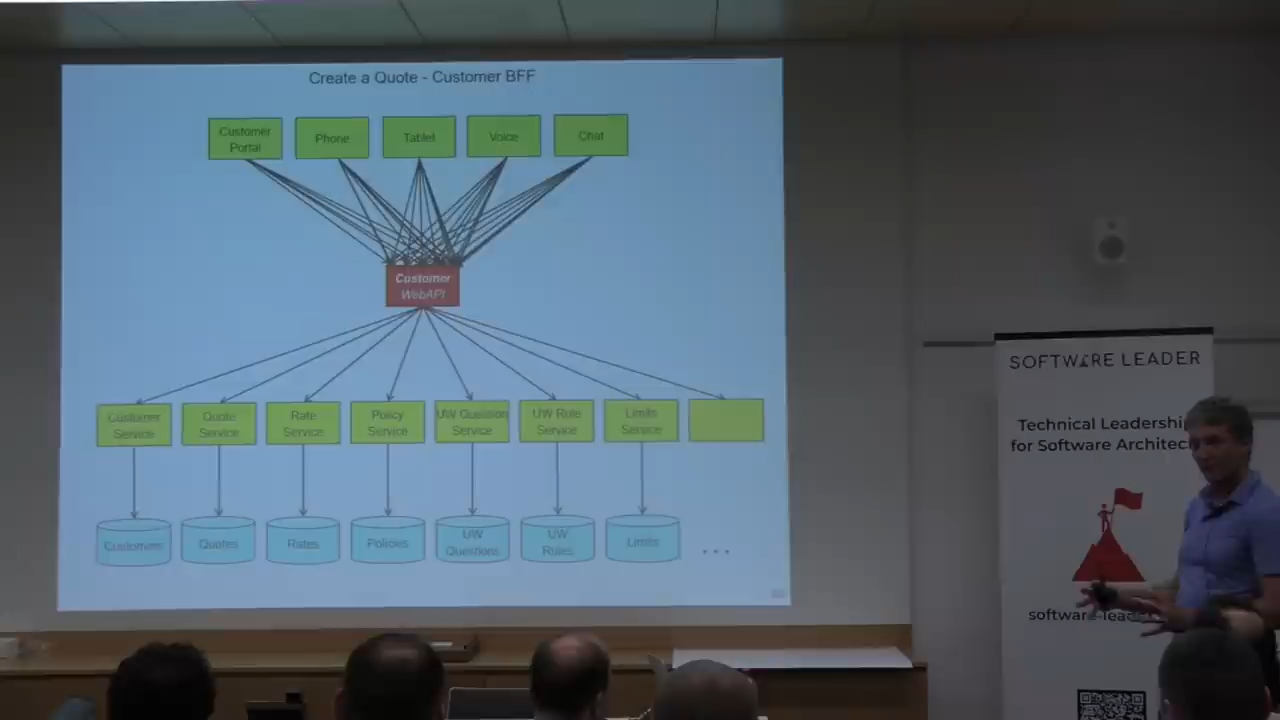 Create a Quote - Customer BFF
Customer
Portal
Phone
Tablet
Voice
Chat
Customer
WebAPI
Customer
Service
Quote
Service
Rate
Service
Policy
Service
UW Question
Service
UW Rule
Service
Limits
Service
Customers
Quotes
Rates
Policies
UW
Questions
UW
Rules
Limits
...
SOFTWARE LEADER
Technical Leadershi
for Software Architec